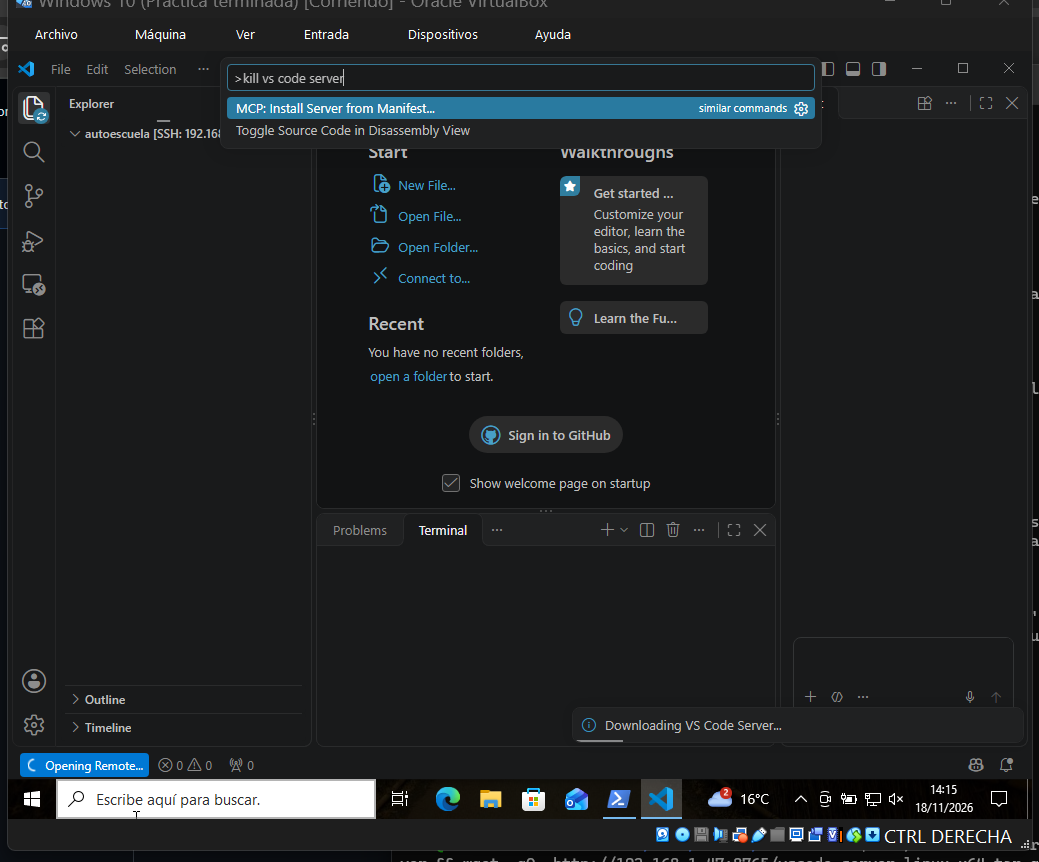 Windows 10 (Práctica terminada) [Corriendo] - Oracle VirtualBox
Archivo Máquina Ver Entrada Dispositivos Ayuda
File Edit Selection ···
>kill vs code server
MCP: Install Server from Manifest... similar commands
Toggle Source Code in Disassembly View
Explorer
autoescuela [SSH: 192.168
Start
New File...
Open File...
Open Folder...
Connect to...
Recent
You have no recent folders,
open a folder to start.
Walkthroughs
Get started ...
Customize your
editor, learn the
basics, and start
coding
Learn the Fu...
Sign in to GitHub
Show welcome page on startup
Problems Terminal ···
Outline
Timeline
Downloading VS Code Server...
Opening Remote... 0 0 0
Escribe aquí para buscar.
2 16°C
14:15
18/11/2026
CTRL DERECHA